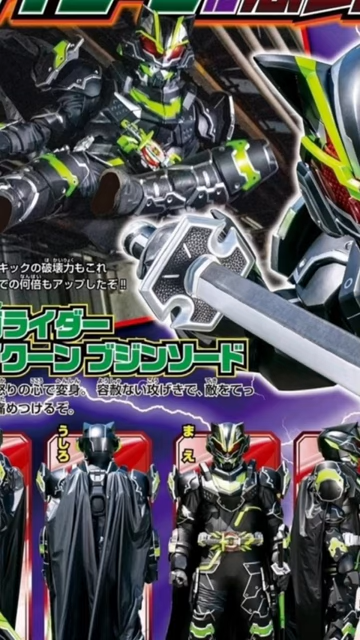 キックの破壊力もこれ
での何倍もアップしたぞ!!
ライダー
クーン ブジンソード
怒りの心で変身。容赦ない攻げきで、敵をてっ
痛めつけるぞ。
うしろ
まえ